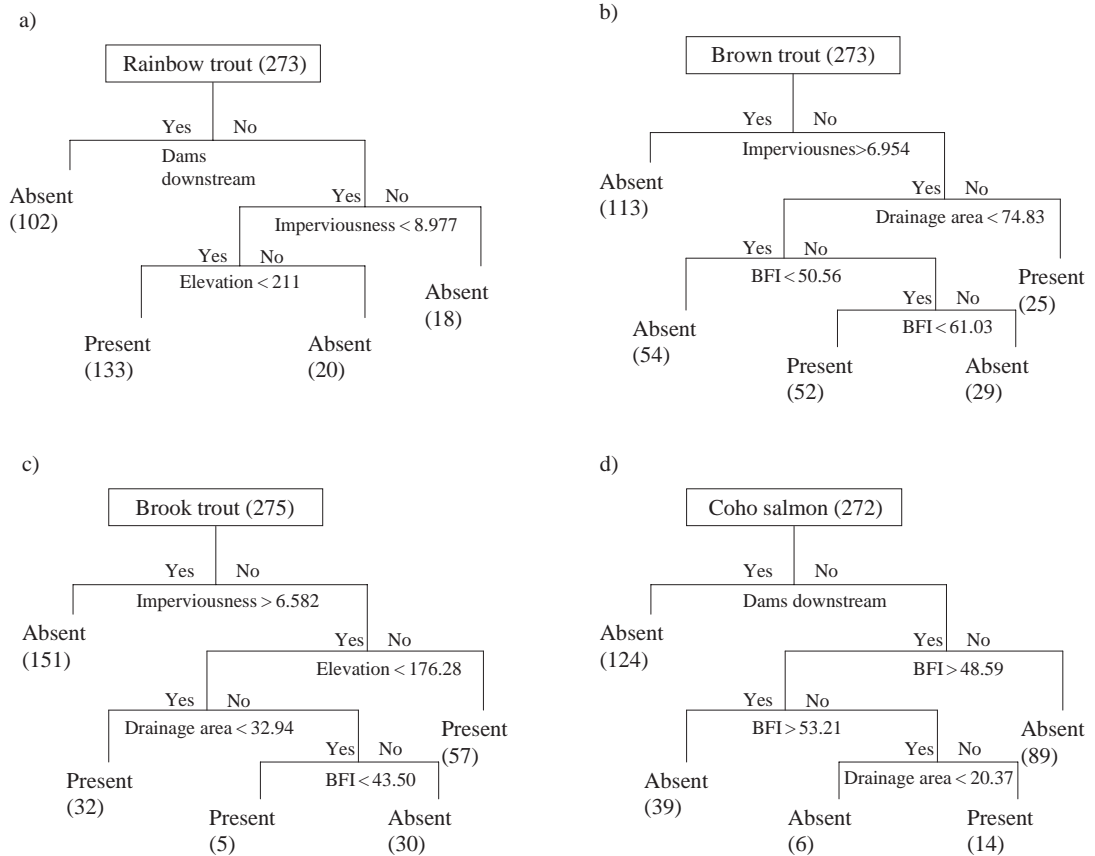 a)
Rainbow trout (273)
Yes No
Dams
downstream
Absent
(102)
Yes No
Imperviousness < 8.977
Yes No
Elevation < 211
Absent
(18)
Present
(133)
Absent
(20)
b)
Brown trout (273)
Yes No
Imperviousnes>6.954
Absent
(113)
Yes No
Drainage area < 74.83
Yes No
BFI < 50.56
Present
(25)
Absent
(54)
Yes No
BFI < 61.03
Present
(52)
Absent
(29)
c)
Brook trout (275)
Yes No
Imperviousness > 6.582
Absent
(151)
Yes No
Elevation < 176.28
Yes No
Drainage area < 32.94
Present
(57)
Present
(32)
Yes No
BFI < 43.50
Present
(5)
Absent
(30)
d)
Coho salmon (272)
Yes No
Dams downstream
Absent
(124)
Yes No
BFI > 48.59
Yes No
BFI > 53.21
Absent
(89)
Absent
(39)
Yes No
Drainage area < 20.37
Absent
(6)
Present
(14)